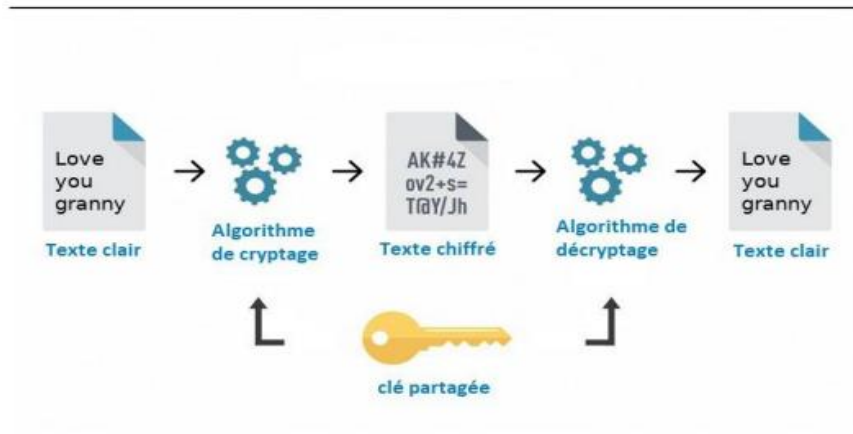 Love
you
granny
Texte clair
Algorithme
de cryptage
AK#4Z
ov2+s=
T@Y/Jh
Texte chiffré
Algorithme de
décryptage
Love
you
granny
Texte clair
clé partagée